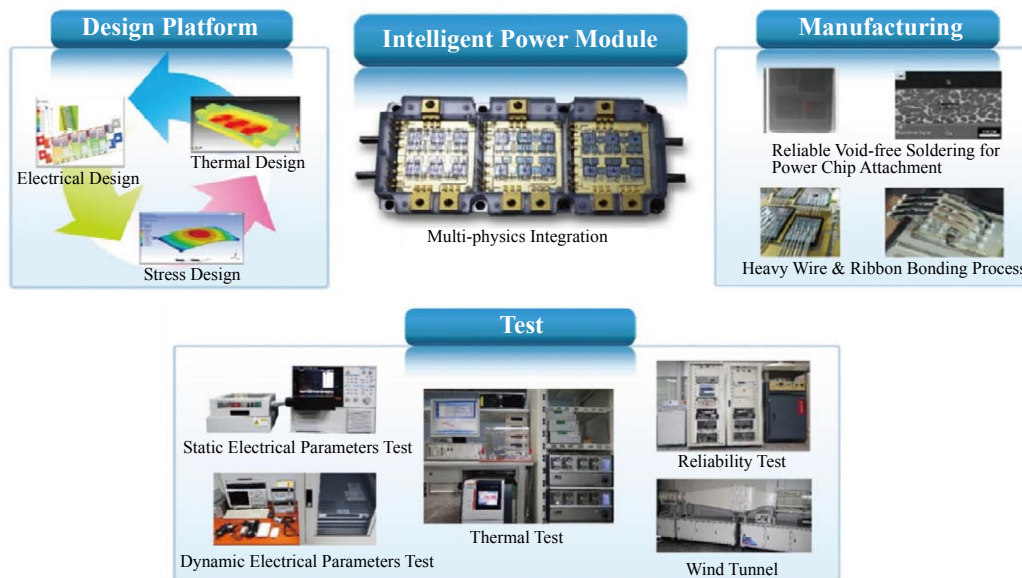 Design Platform
Electrical Design
Thermal Design
Stress Design
Intelligent Power Module
Multi-physics Integration
Manufacturing
Reliable Void-free Soldering for
Power Chip Attachment
Heavy Wire & Ribbon Bonding Process
Test
Static Electrical Parameters Test
Dynamic Electrical Parameters Test
Thermal Test
Reliability Test
Wind Tunnel